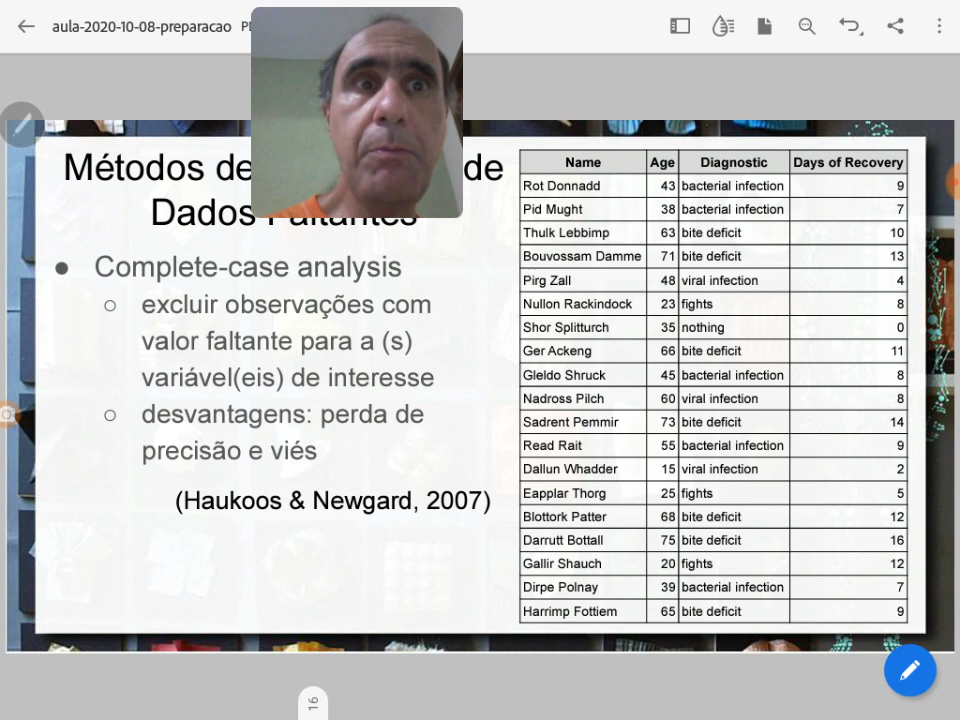 aula-2020-10-08-preparacao
Métodos de de
Dados Faltantes
● Complete-case analysis
○ excluir observações com
valor faltante para a (s)
variável(eis) de interesse
○ desvantagens: perda de
precisão e viés
(Haukoos & Newgard, 2007)
Name Age Diagnostic Days of Recovery
Rot Donnadd 43 bacterial infection 9
Pid Mught 38 bacterial infection 7
Thulk Lebbimp 63 bite deficit 10
Bouvossam Damme 71 bite deficit 13
Pirg Zall 48 viral infection 4
Nullon Rackindock 23 fights 8
Shor Splitturch 35 nothing 0
Ger Ackeng 66 bite deficit 11
Gleldo Shruck 45 bacterial infection 8
Nadross Pilch 60 viral infection 8
Sadrent Pemmir 73 bite deficit 14
Read Rait 55 bacterial infection 9
Dallun Whadder 15 viral infection 2
Eapplar Thorg 25 fights 5
Blottork Patter 68 bite deficit 12
Darrutt Bottall 75 bite deficit 16
Gallir Shauch 20 fights 12
Dirpe Polnay 39 bacterial infection 7
Harrimp Fottiem 65 bite deficit 9
16